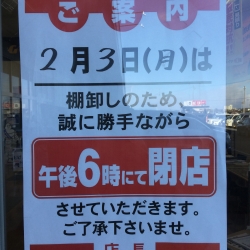 ご案内
2月3日(月)は
棚卸しのため、
誠に勝手ながら
午後6時にて閉店
させていただきます。
ご了承下さいませ。
店長